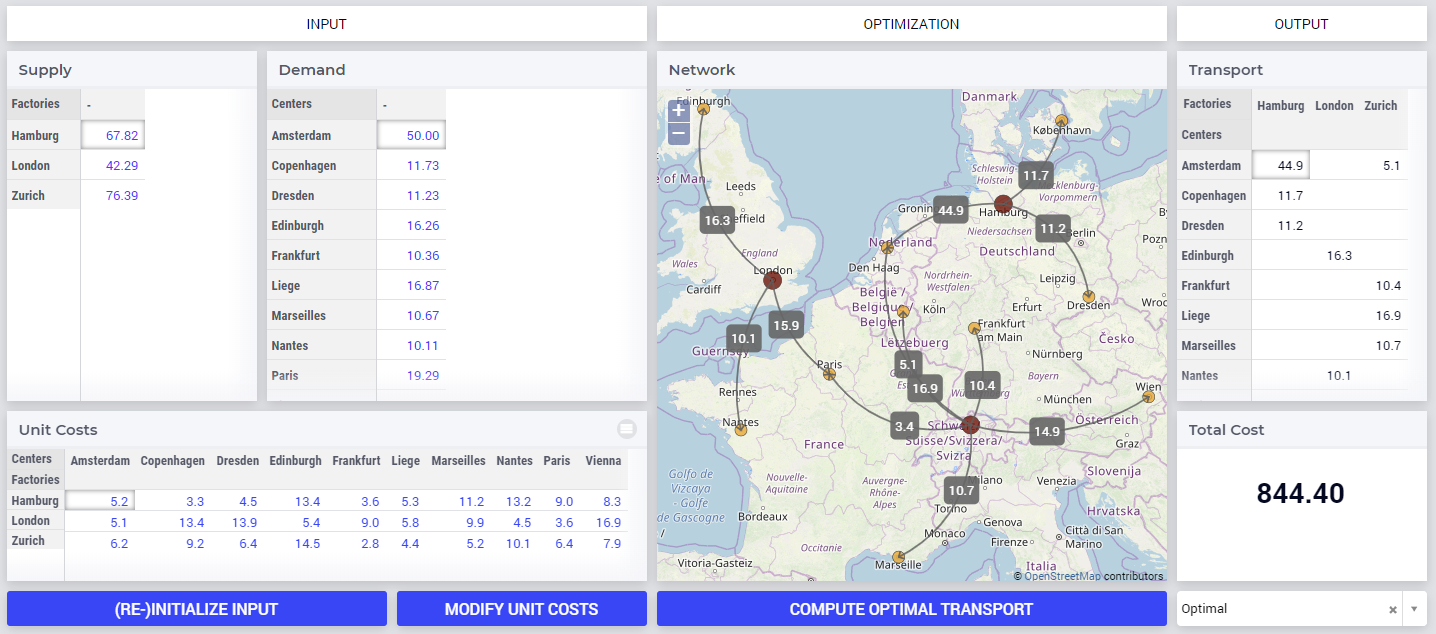 INPUT
OPTIMIZATION
OUTPUT
Supply
Factories -
Hamburg 67.82
London 42.29
Zurich 76.39
Demand
Centers -
Amsterdam 50.00
Copenhagen 11.73
Dresden 11.23
Edinburgh 16.26
Frankfurt 10.36
Liege 16.87
Marseilles 10.67
Nantes 10.11
Paris 19.29
Unit Costs
Centers Amsterdam Copenhagen Dresden Edinburgh Frankfurt Liege Marseilles Nantes Paris Vienna
Factories
Hamburg 5.2 3.3 4.5 13.4 3.6 5.3 11.2 13.2 9.0 8.3
London 5.1 13.4 13.9 5.4 9.0 5.8 9.9 4.5 3.6 16.9
Zurich 6.2 9.2 6.4 14.5 2.8 4.4 5.2 10.1 6.4 7.9
(RE-)INITIALIZE INPUT
MODIFY UNIT COSTS
Network
+
−
Edinburgh
Danmark
København
e of Man
Leeds
effield
16.3
England
Wales
London
Cardiff
Schleswig-
Holstein
11.7
Mecklenburg-
Vorpommern
Gronin
44.9
Hamburg
11.2
Berlin
Niedersachsen
Deutschland
Pozn
Nederland
Den Haag
Nordrhein-
Westfalen
Leipzig
Dresden
Wroc
België /
Belgique /
Belgien
Köln
Erfurt
Frankfurt
am Main
Česko
Lëtzebuerg
Nürnberg
Bayern
15.9
10.1
Guernsey
Paris
5.1
16.9
10.4
Rennes
Nantes
München
Wien
3.4
Schweiz/
Suisse/Svizzera/
Svizra
14.9
Österreich
Graz
France
Golfo de
Vizcaya
- Golfe
de Gascogne
/
Nouvelle-
Aquitaine
Auvergne-
Rhône-
Alpes
10.7
Milano
Venezia
Slovenija
Hrvatska
Torino
Bordeaux
Genova
Monaco
Firenze
Città di San
Marino
Occitanie
Marseille
Vitoria-Gasteiz
Italia
© OpenStreetMap contributors
COMPUTE OPTIMAL TRANSPORT
Transport
Factories Hamburg London Zurich
Centers
Amsterdam 44.9 5.1
Copenhagen 11.7
Dresden 11.2
Edinburgh 16.3
Frankfurt 10.4
Liege 16.9
Marseilles 10.7
Nantes 10.1
Total Cost
844.40
Optimal × ▼